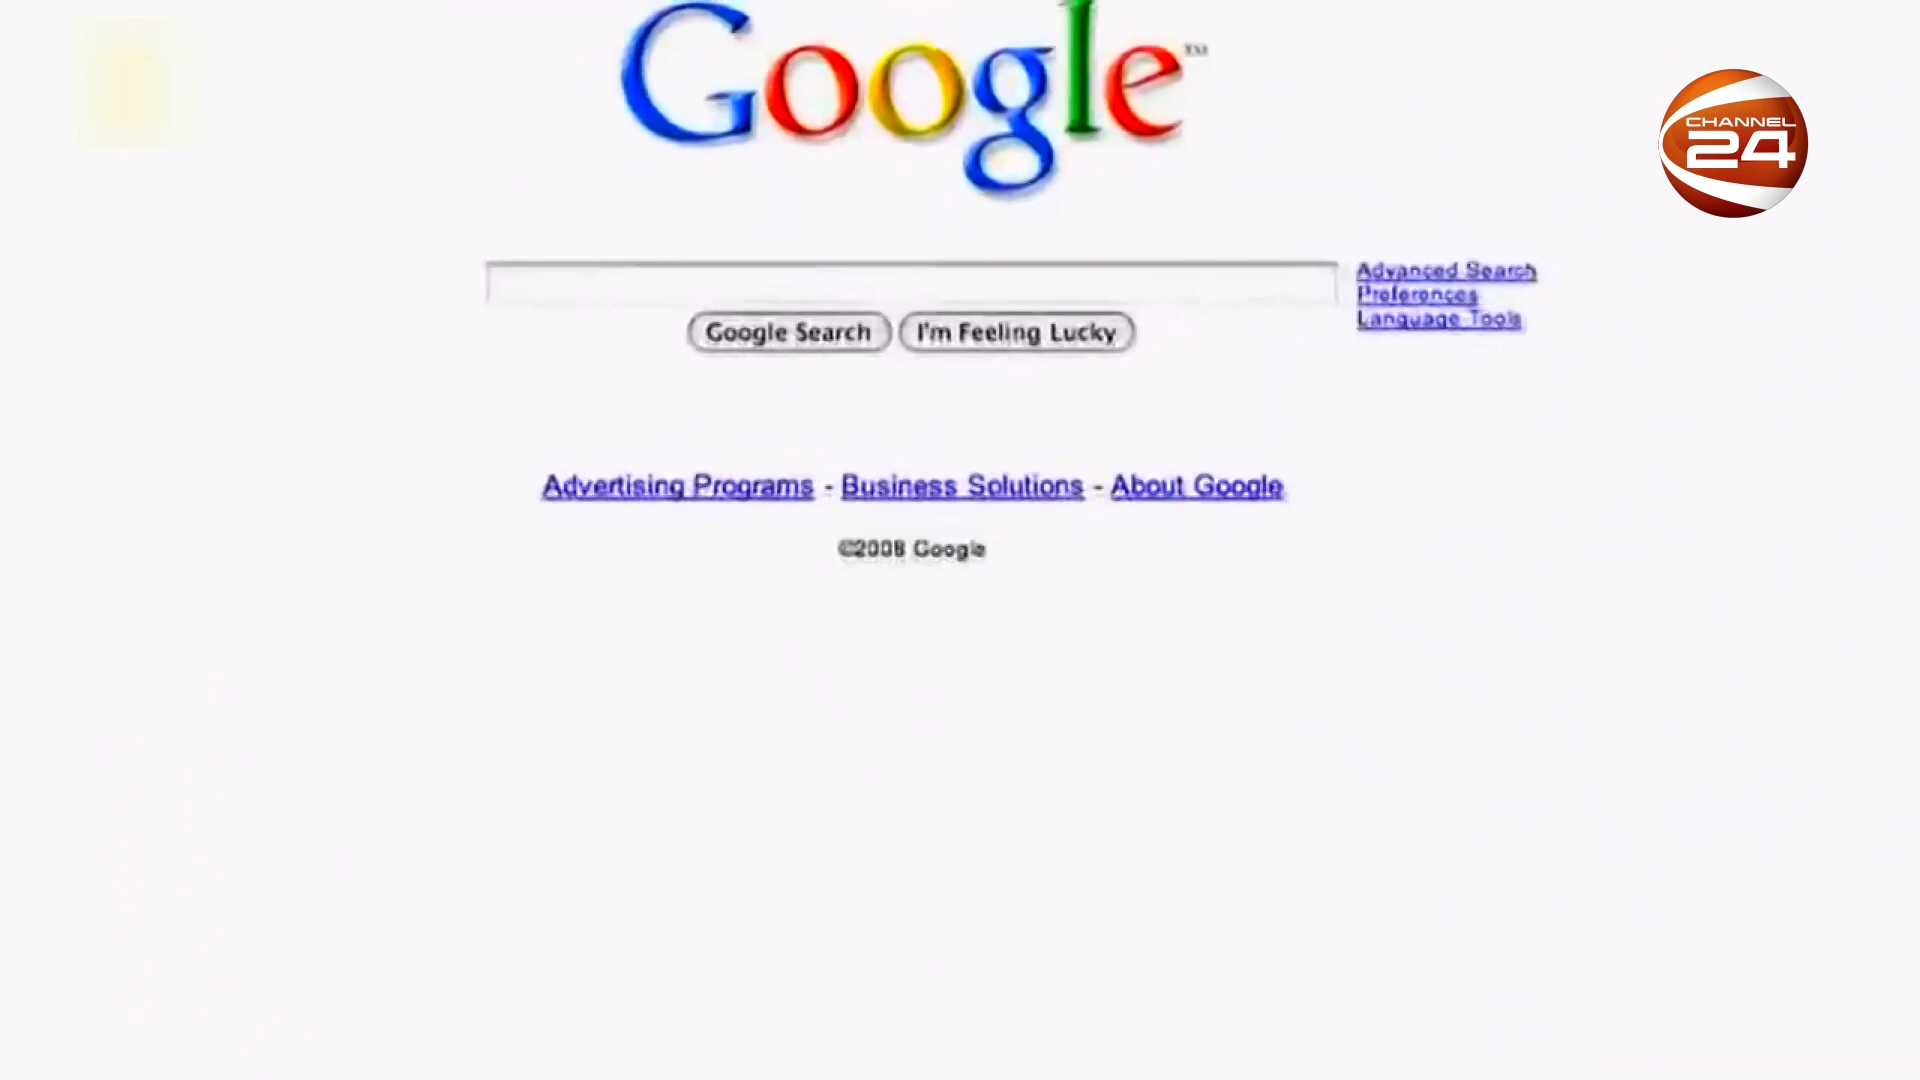 Google™
CHANNEL
24
Advanced Search
Preferences
Language Tools
Google Search I'm Feeling Lucky
Advertising Programs - Business Solutions - About Google
©2008 Google